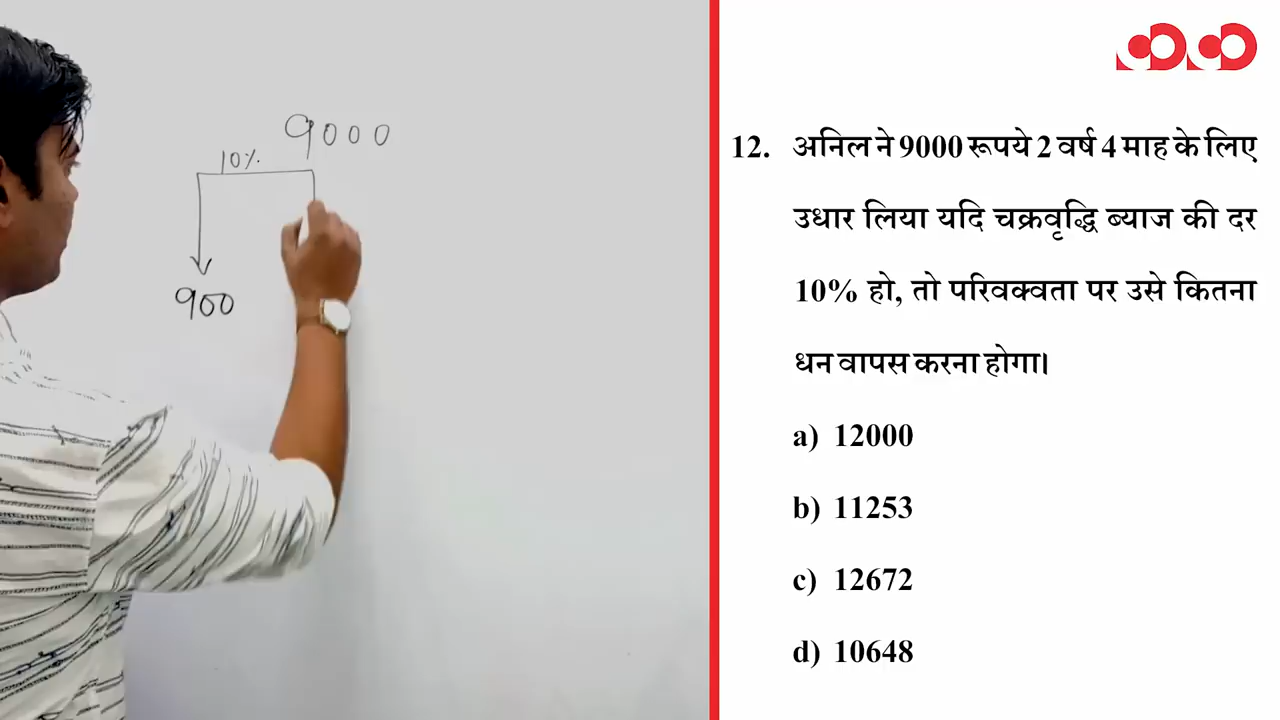 9000
10%
900
12. अनिल ने 9000 रूपये 2 वर्ष 4 माह के लिए
उधार लिया यदि चक्रवृद्धि ब्याज की दर
10% हो, तो परिवक्वता पर उसे कितना
धन वापस करना होगा।
a) 12000
b) 11253
c) 12672
d) 10648